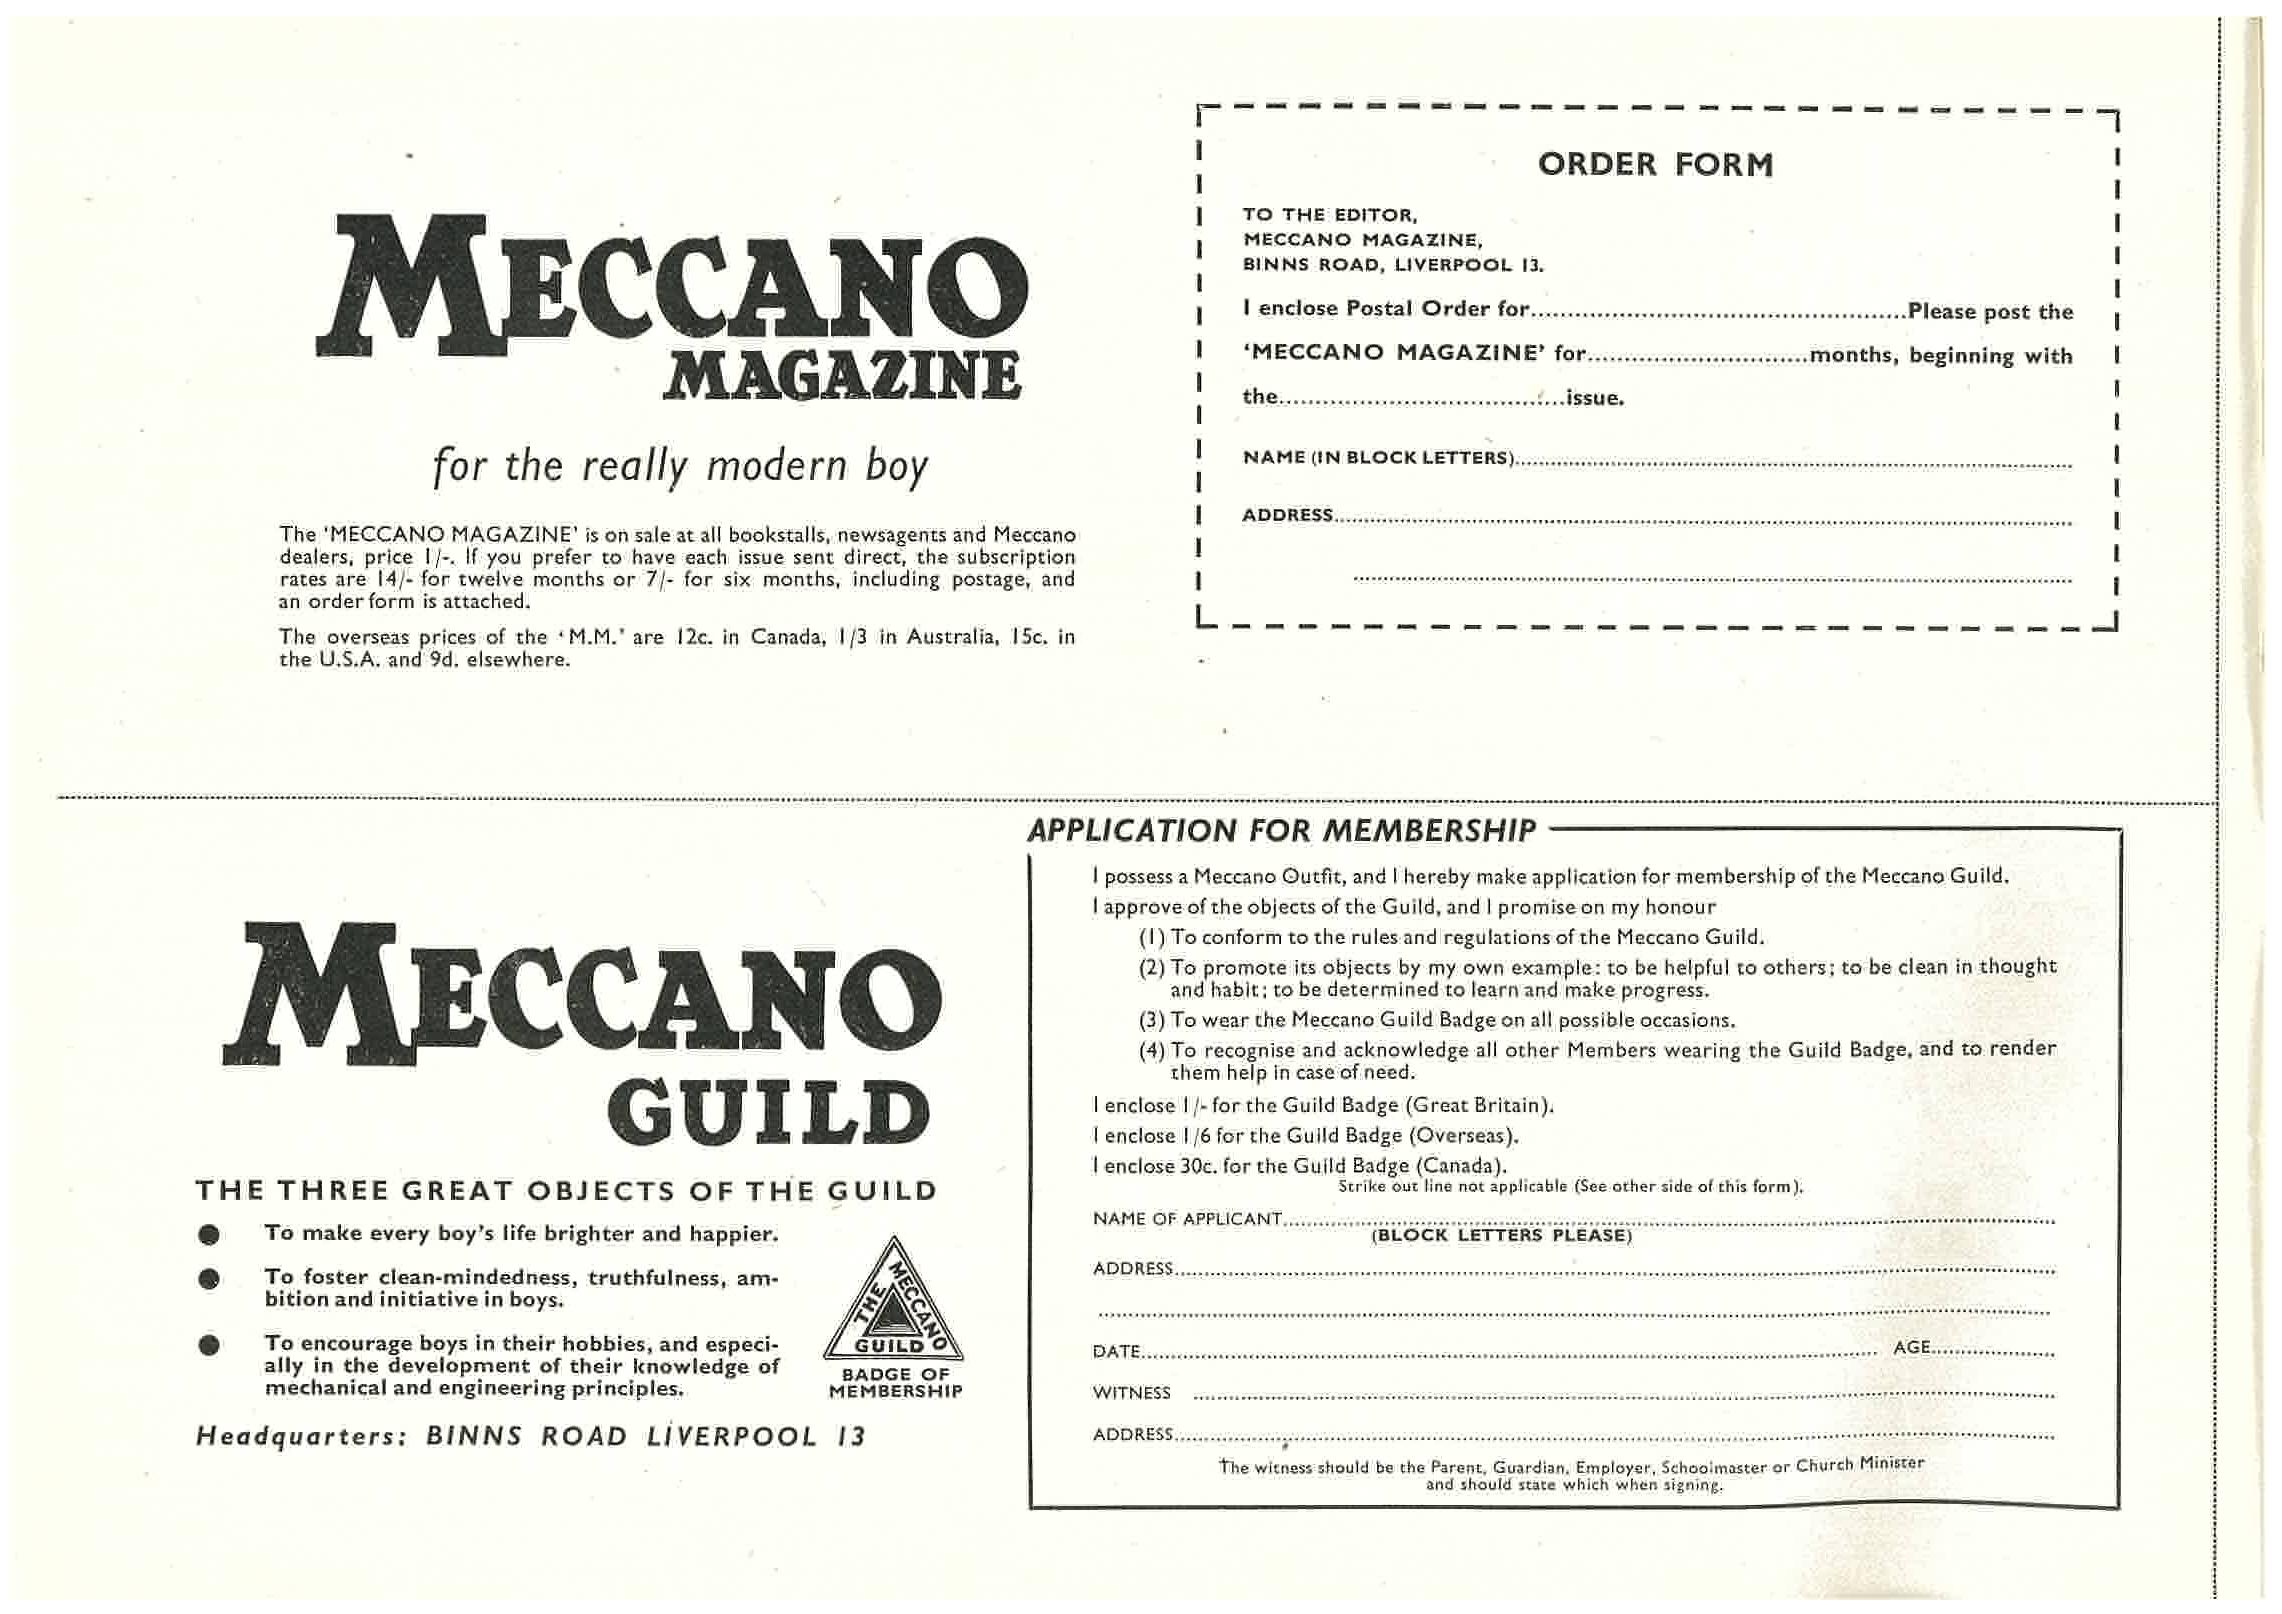 MECCANO
MAGAZINE
for the really modern boy
The 'MECCANO MAGAZINE' is on sale at all bookstalls, newsagents and Meccano
dealers, price 1/-. If you prefer to have each issue sent direct, the subscription
rates are 14/- for twelve months or 7/- for six months, including postage, and
an order form is attached.
The overseas prices of the 'M.M.' are 12c. in Canada, 1/3 in Australia, 15c. in
the U.S.A. and 9d. elsewhere.
ORDER FORM
TO THE EDITOR,
MECCANO MAGAZINE,
BINNS ROAD, LIVERPOOL 13.
I enclose Postal Order for..........Please post the
'MECCANO MAGAZINE' for..........months, beginning with
the..........issue.
NAME (IN BLOCK LETTERS)..........
ADDRESS..........
MECCANO
GUILD
THE THREE GREAT OBJECTS OF THE GUILD
● To make every boy's life brighter and happier.
● To foster clean-mindedness, truthfulness, am-
bition and initiative in boys.
● To encourage boys in their hobbies, and especi-
ally in the development of their knowledge of
mechanical and engineering principles.
THE MECCANO GUILD
BADGE OF
MEMBERSHIP
Headquarters: BINNS ROAD LIVERPOOL 13
APPLICATION FOR MEMBERSHIP
I possess a Meccano Outfit, and I hereby make application for membership of the Meccano Guild.
I approve of the objects of the Guild, and I promise on my honour
(1) To conform to the rules and regulations of the Meccano Guild.
(2) To promote its objects by my own example: to be helpful to others; to be clean in thought
and habit; to be determined to learn and make progress.
(3) To wear the Meccano Guild Badge on all possible occasions.
(4) To recognise and acknowledge all other Members wearing the Guild Badge, and to render
them help in case of need.
I enclose 1/- for the Guild Badge (Great Britain).
I enclose 1/6 for the Guild Badge (Overseas).
I enclose 30c. for the Guild Badge (Canada).
Strike out line not applicable (See other side of this form).
NAME OF APPLICANT..........
(BLOCK LETTERS PLEASE)
ADDRESS..........
DATE.......... AGE..........
WITNESS ..........
ADDRESS..........
The witness should be the Parent, Guardian, Employer, Schoolmaster or Church Minister
and should state which when signing.